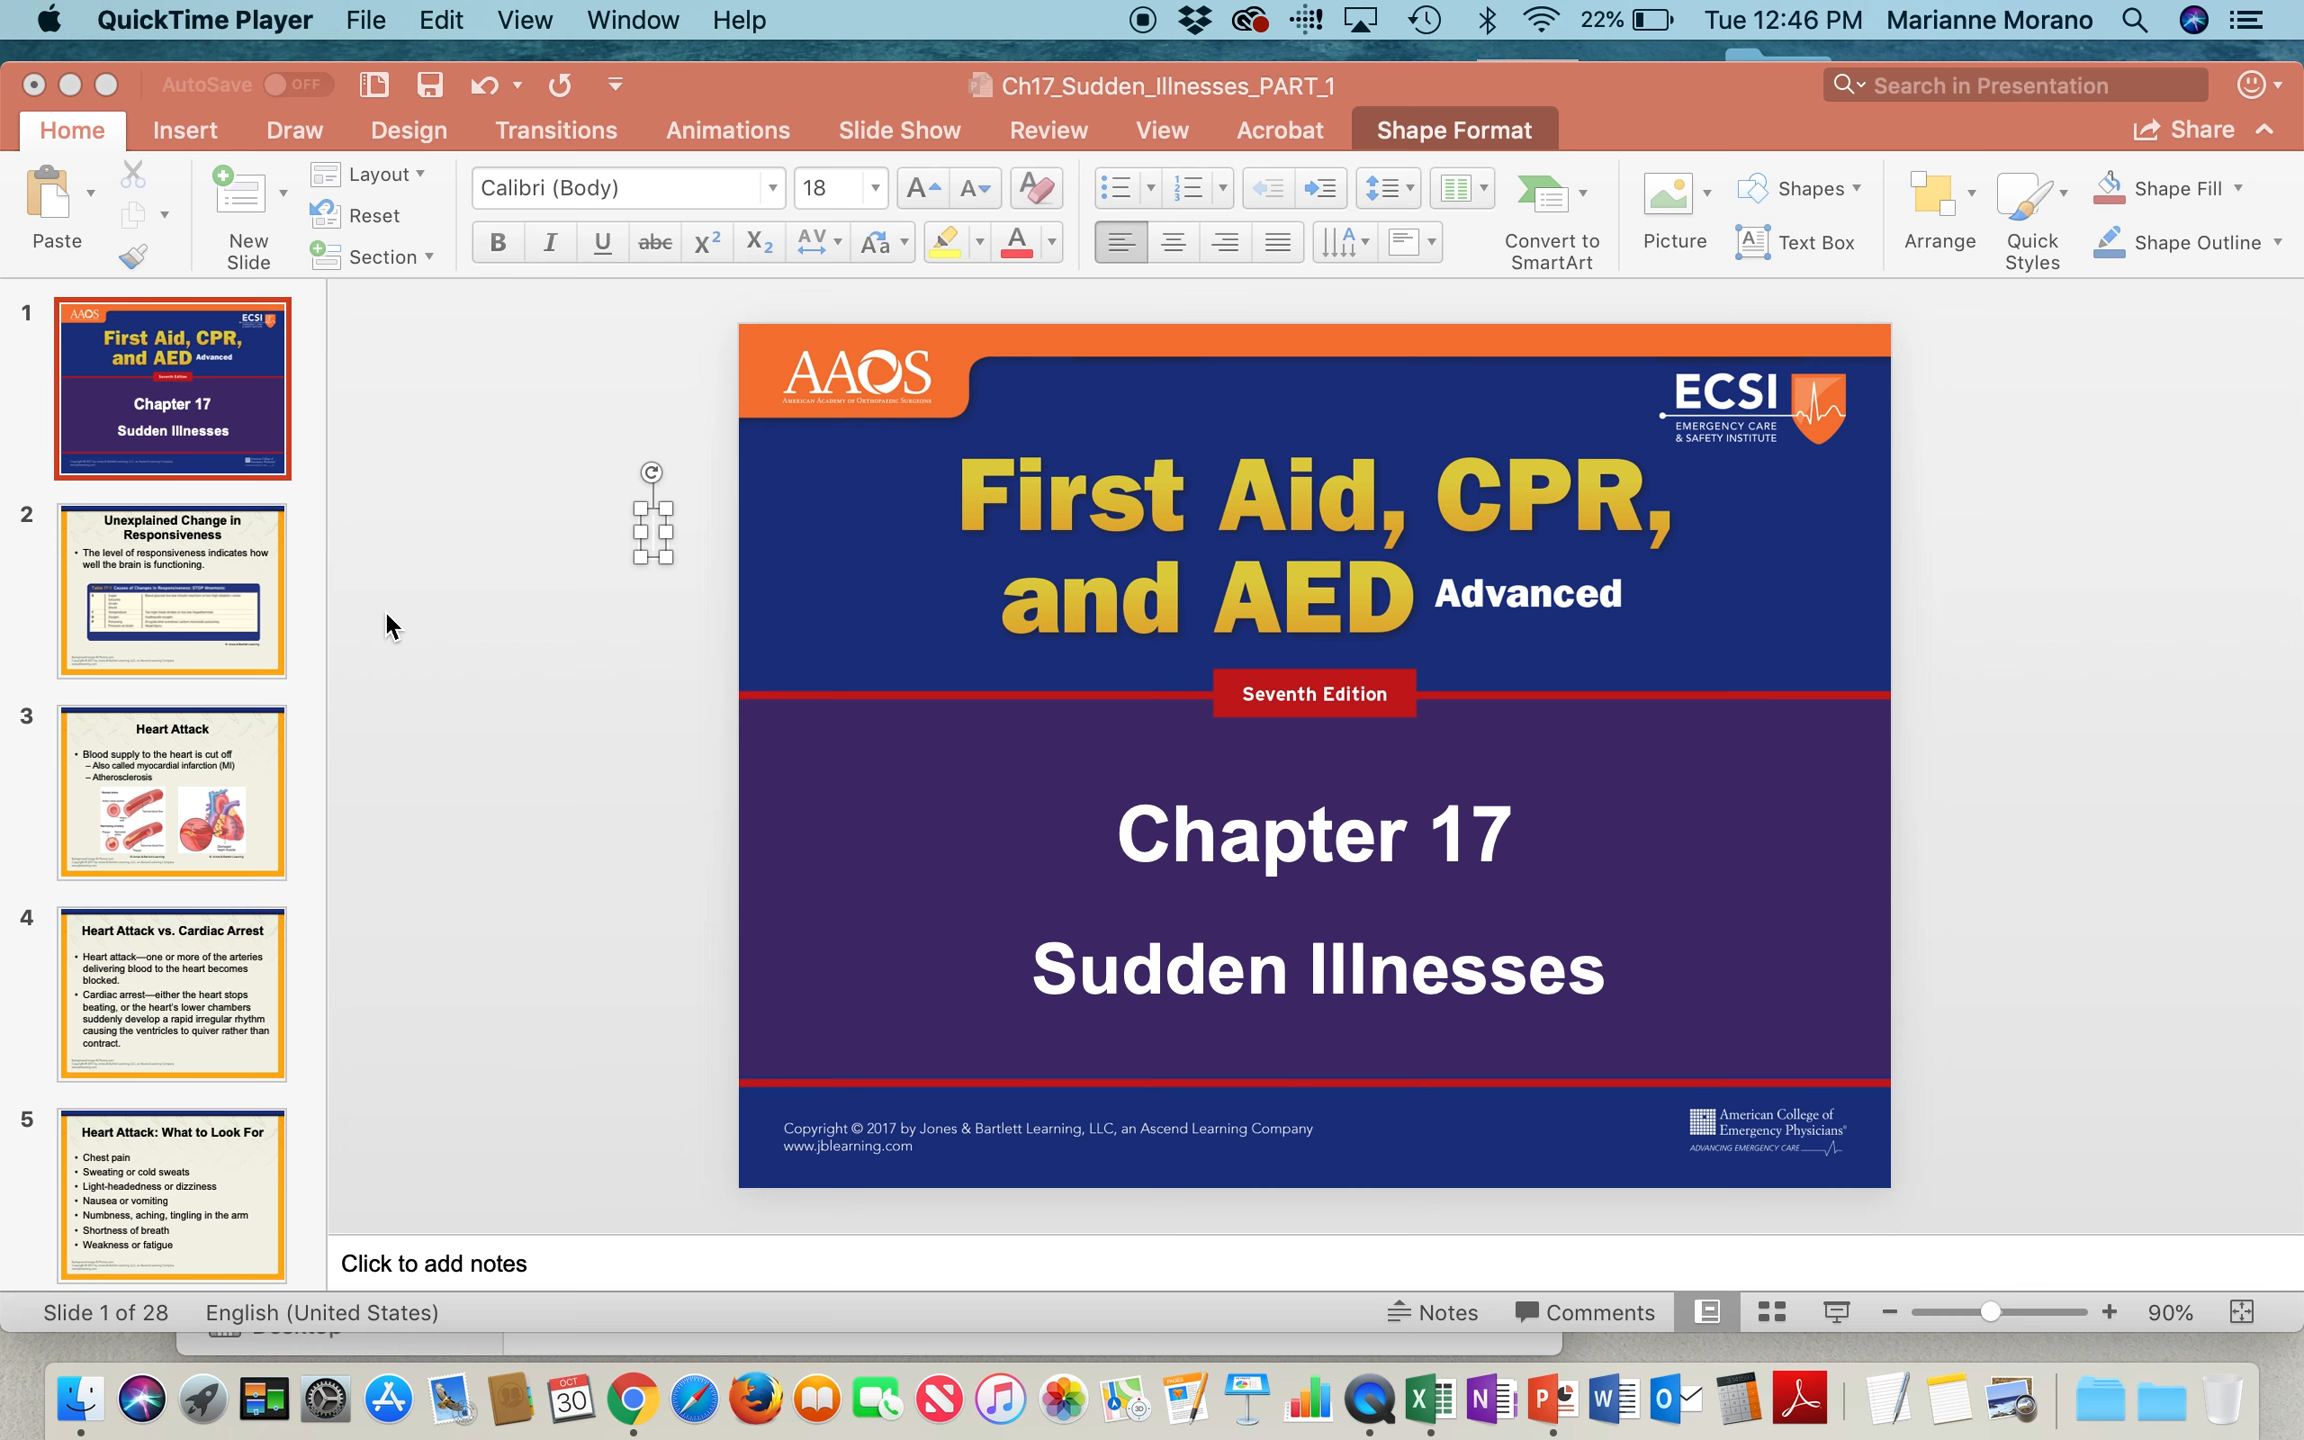 QuickTime Player File Edit View Window Help 22% Tue 12:46 PM Marianne Morano
AutoSave OFF Ch17_Sudden_Illnesses_PART_1 Search in Presentation
Home Insert Draw Design Transitions Animations Slide Show Review View Acrobat Shape Format Share
Paste
New
Slide
Layout
Reset
Section
Calibri (Body) 18
Convert to
SmartArt
Picture
Shapes
Text Box
Arrange
Quick
Styles
Shape Fill
Shape Outline
1
AAOS
ECSI
First Aid, CPR,
and AED Advanced
Seventh Edition
Chapter 17
Sudden Illnesses
2
Unexplained Change in
Responsiveness
• The level of responsiveness indicates how
well the brain is functioning.
3
Heart Attack
• Blood supply to the heart is cut off
– Also called myocardial infarction (MI)
– Atherosclerosis
4
Heart Attack vs. Cardiac Arrest
• Heart attack—one or more of the arteries
delivering blood to the heart becomes
blocked.
• Cardiac arrest—either the heart stops
beating, or the heart's lower chambers
suddenly develop a rapid irregular rhythm
causing the ventricles to quiver rather than
contract.
5
Heart Attack: What to Look For
• Chest pain
• Sweating or cold sweats
• Light-headedness or dizziness
• Nausea or vomiting
• Numbness, aching, tingling in the arm
• Shortness of breath
• Weakness or fatigue
AAOS
American Academy of Orthopaedic Surgeons
ECSI
EMERGENCY CARE
& SAFETY INSTITUTE
First Aid, CPR,
and AED Advanced
Seventh Edition
Chapter 17
Sudden Illnesses
Copyright © 2017 by Jones & Bartlett Learning, LLC, an Ascend Learning Company
www.jblearning.com
American College of
Emergency Physicians®
ADVANCING EMERGENCY CARE
Click to add notes
Slide 1 of 28 English (United States) Notes Comments 90%
OCT
30
PAGES